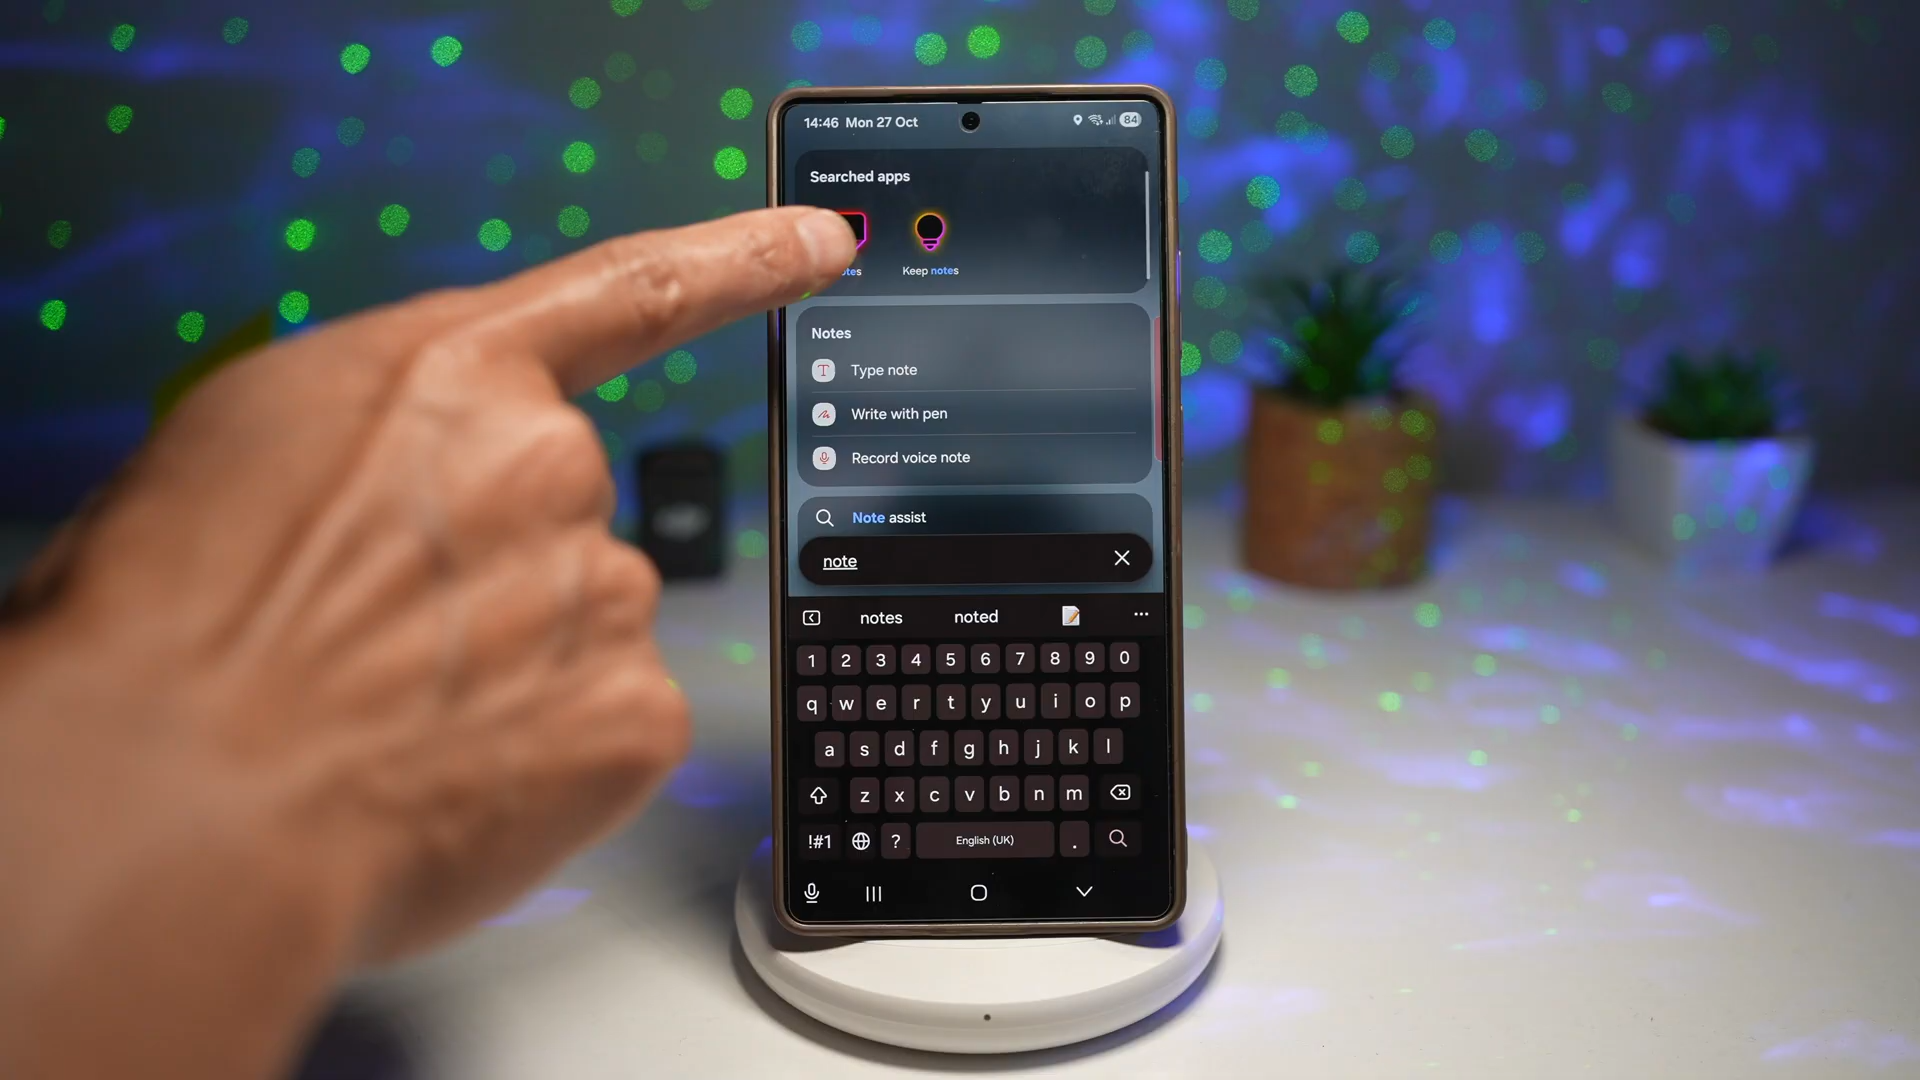 14:46 Mon 27 Oct
84
Searched apps
Keep notes
Notes
Type note
Write with pen
Record voice note
Note assist
note
notes noted
1 2 3 4 5 6 7 8 9 0
q w e r t y u i o p
a s d f g h j k l
z x c v b n m
!#1 ? English (UK) .